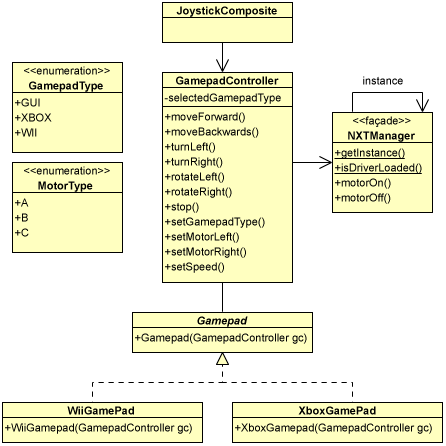 JoystickComposite
<<enumeration>>
GamepadType
+GUI
+XBOX
+WII
<<enumeration>>
MotorType
+A
+B
+C
GamepadController
-selectedGamepadType
+moveForward()
+moveBackwards()
+turnLeft()
+turnRight()
+rotateLeft()
+rotateRight()
+stop()
+setGamepadType()
+setMotorLeft()
+setMotorRight()
+setSpeed()
instance
<<façade>>
NXTManager
+getInstance()
+isDriverLoaded()
+motorOn()
+motorOff()
Gamepad
+Gamepad(GamepadController gc)
WiiGamePad
+WiiGamepad(GamepadController gc)
XboxGamePad
+XboxGamepad(GamepadController gc)